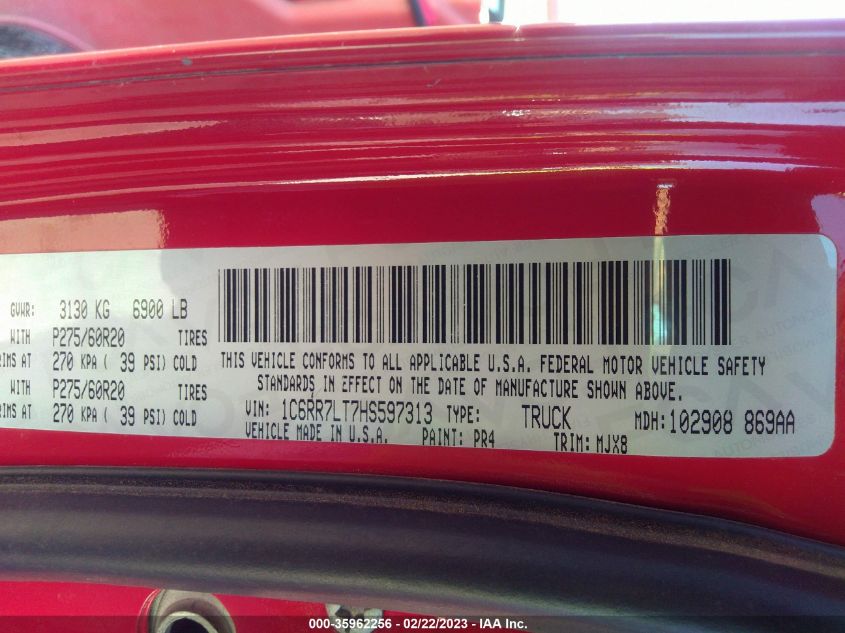 GVWR: 3130 KG 6900 LB
WITH P275/60R20 TIRES
RIMS AT 270 KPA ( 39 PSI) COLD
WITH P275/60R20 TIRES
RIMS AT 270 KPA ( 39 PSI) COLD
THIS VEHICLE CONFORMS TO ALL APPLICABLE U.S.A. FEDERAL MOTOR VEHICLE SAFETY
STANDARDS IN EFFECT ON THE DATE OF MANUFACTURE SHOWN ABOVE.
VIN: 1C6RR7LT7HS597313 TYPE: TRUCK MDH:102908 869AA
VEHICLE MADE IN U.S.A. PAINT: PR4 TRIM: MJX8
000-35962256 - 02/22/2023 - IAA Inc.